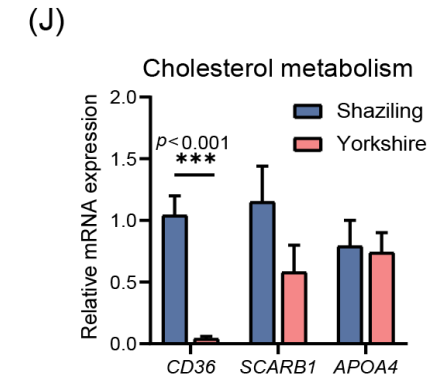 (J)
Cholesterol metabolism
Relative mRNA expression
2.0
1.5
1.0
0.5
0.0
p<0.001
***
Shaziling
Yorkshire
CD36 SCARB1 APOA4